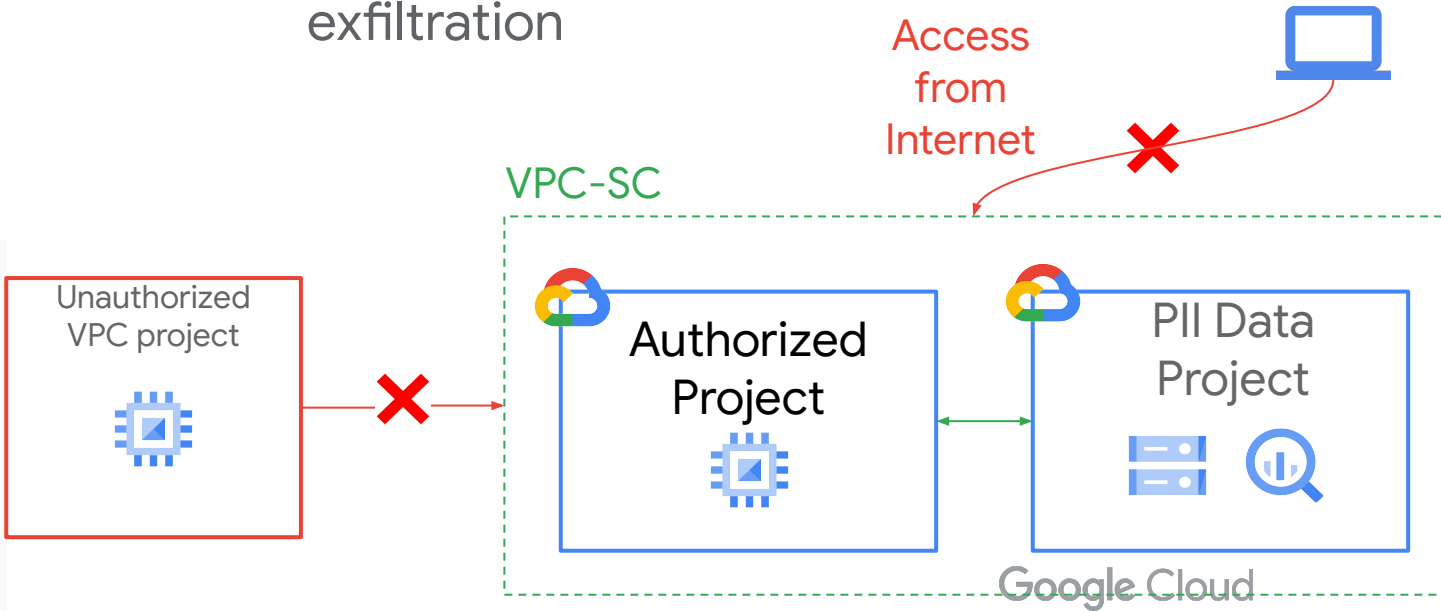 exfiltration
Access
from
Internet
VPC-SC
Unauthorized
VPC project
Authorized
Project
PII Data
Project
Google Cloud